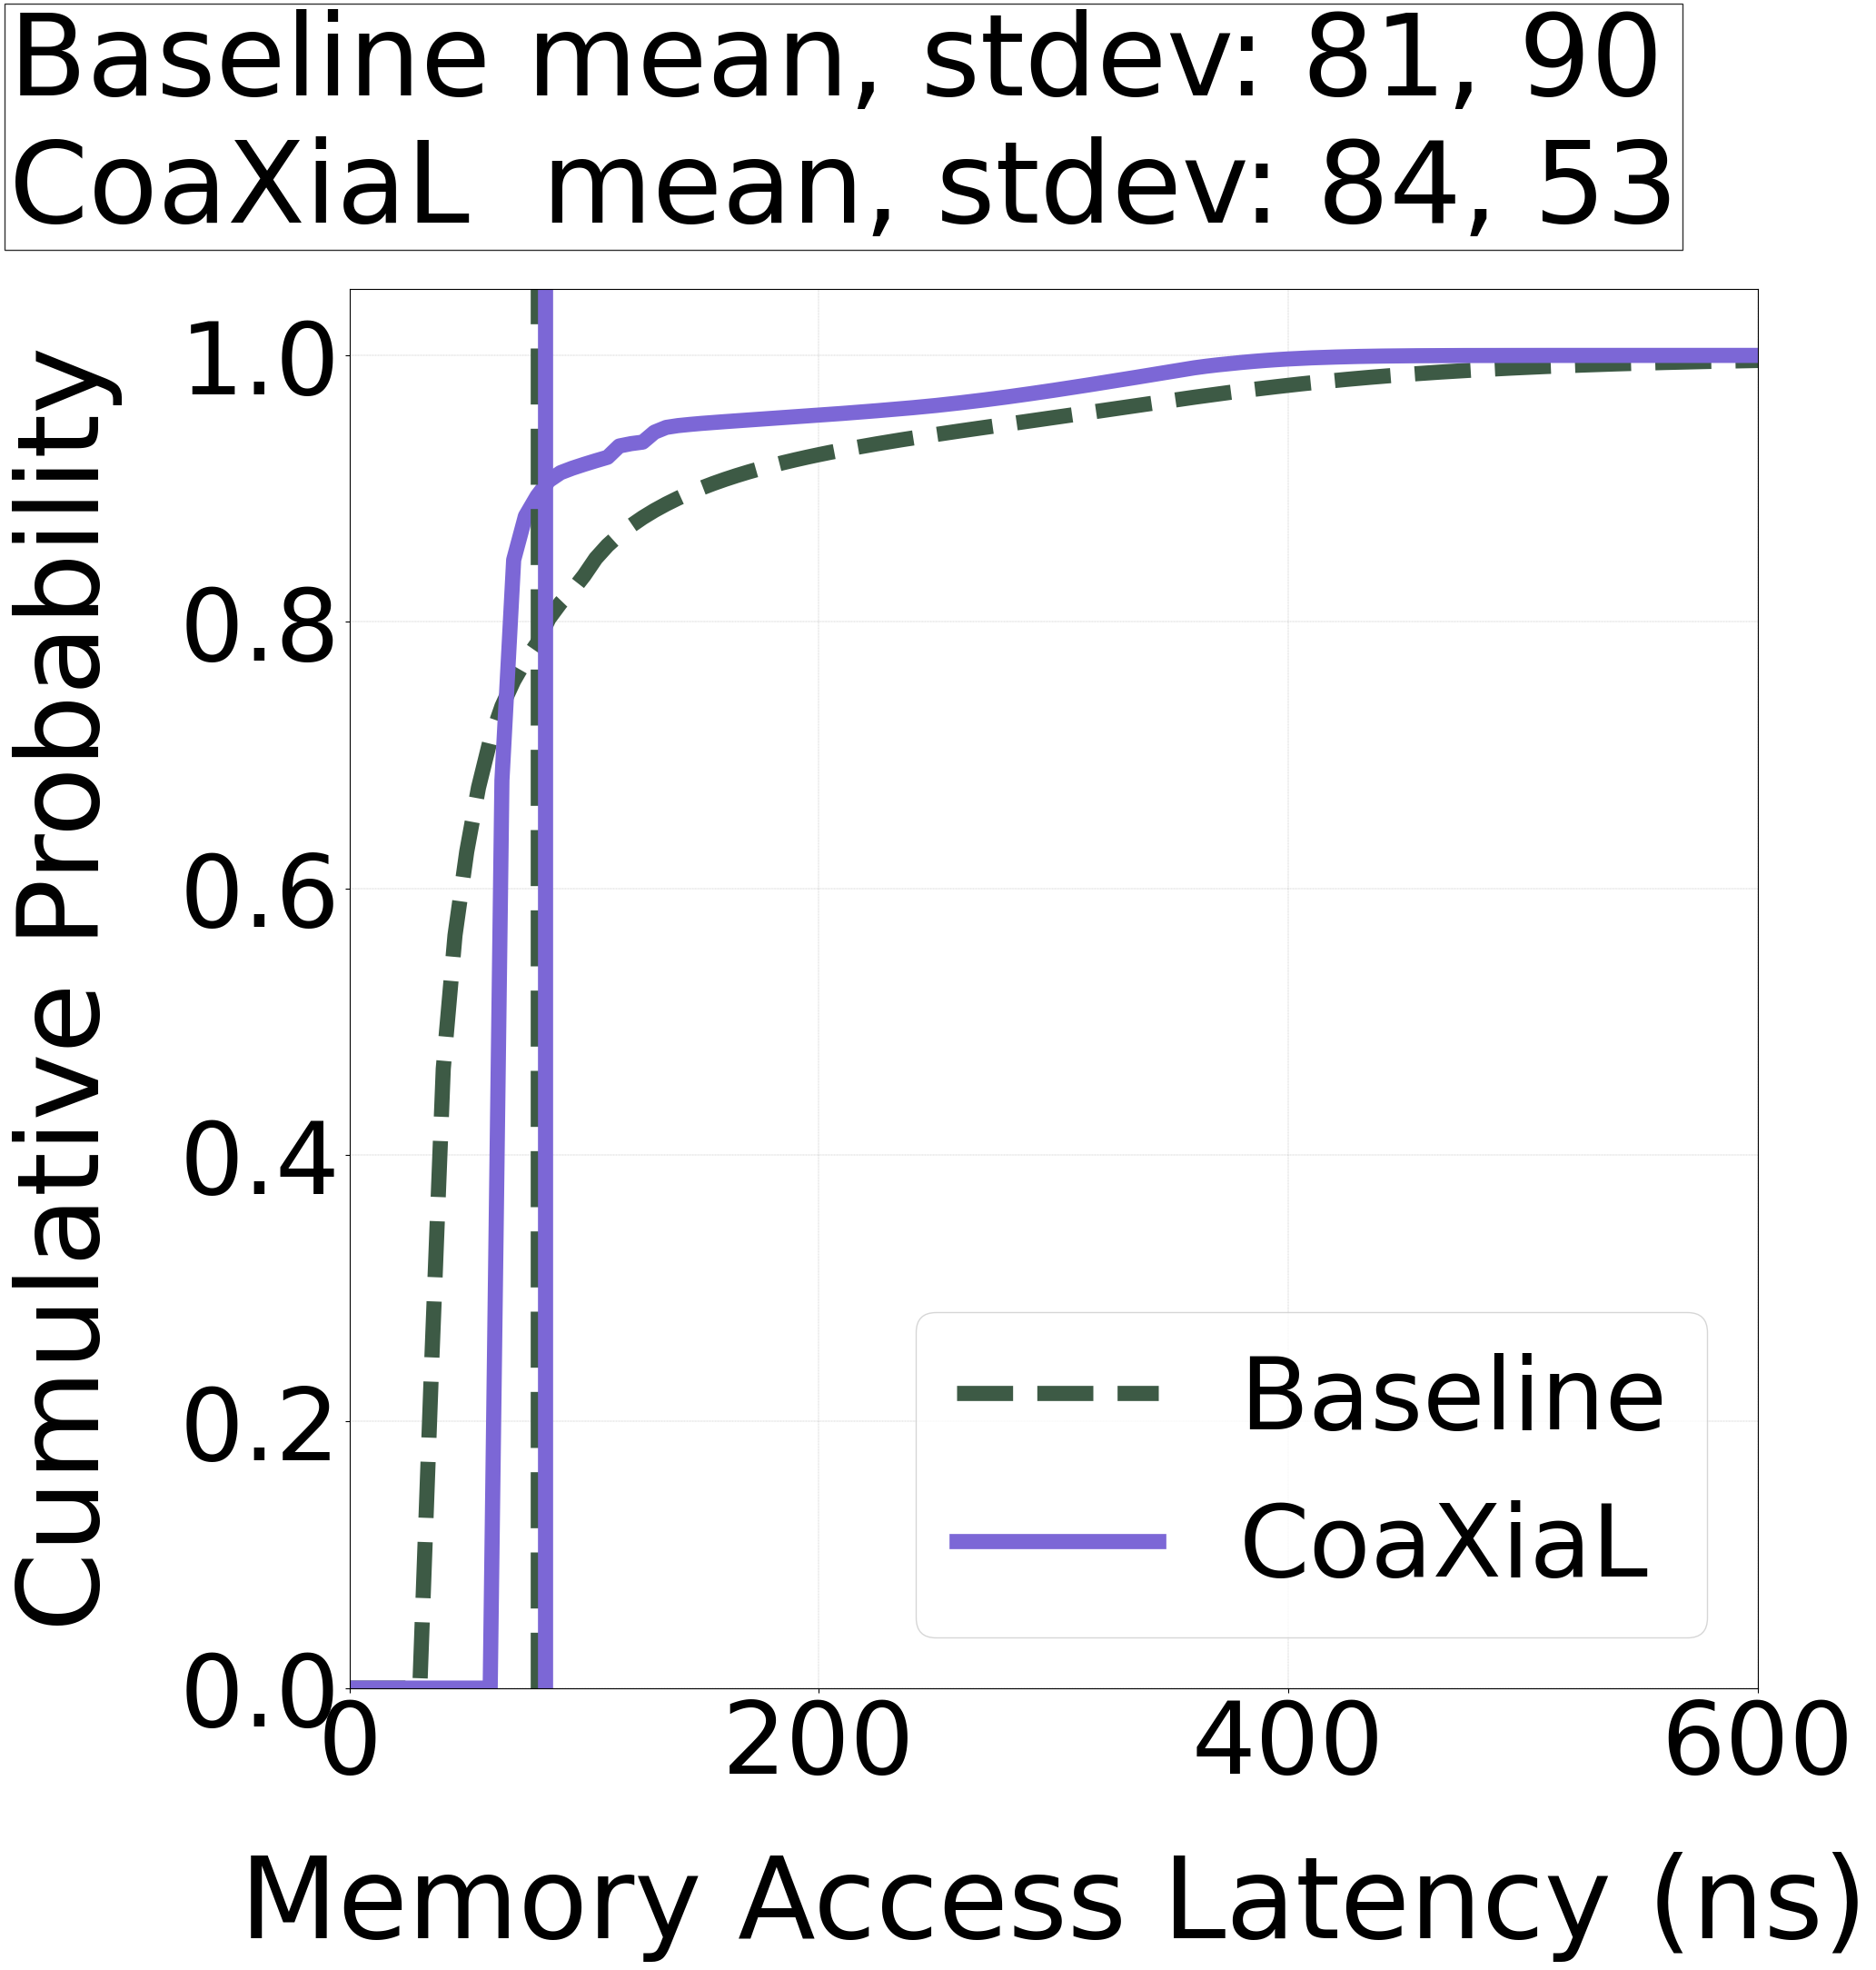 Baseline mean, stdev: 81, 90
CoaXiaL mean, stdev: 84, 53
Cumulative Probability
1.0
0.8
0.6
0.4
0.2
0.0
Baseline
CoaXiaL
0 200 400 600
Memory Access Latency (ns)